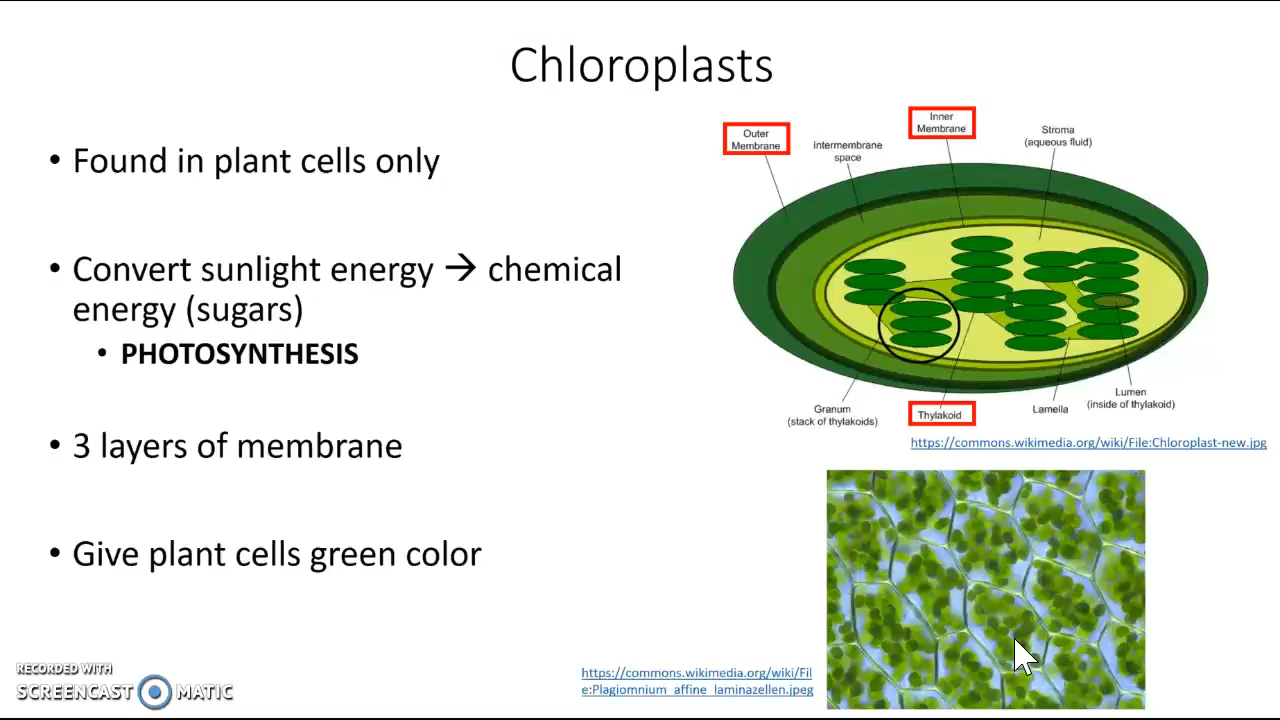 Chloroplasts
• Found in plant cells only
• Convert sunlight energy → chemical
energy (sugars)
• PHOTOSYNTHESIS
• 3 layers of membrane
• Give plant cells green color
Outer
Membrane
Intermembrane
space
Inner
Membrane
Stroma
(aqueous fluid)
Granum
(stack of thylakoids)
Thylakoid
Lamella
Lumen
(inside of thylakoid)
https://commons.wikimedia.org/wiki/File:Chloroplast-new.jpg
https://commons.wikimedia.org/wiki/Fil
e:Plagiomnium_affine_laminazellen.jpeg
RECORDED WITH
SCREENCAST MATIC